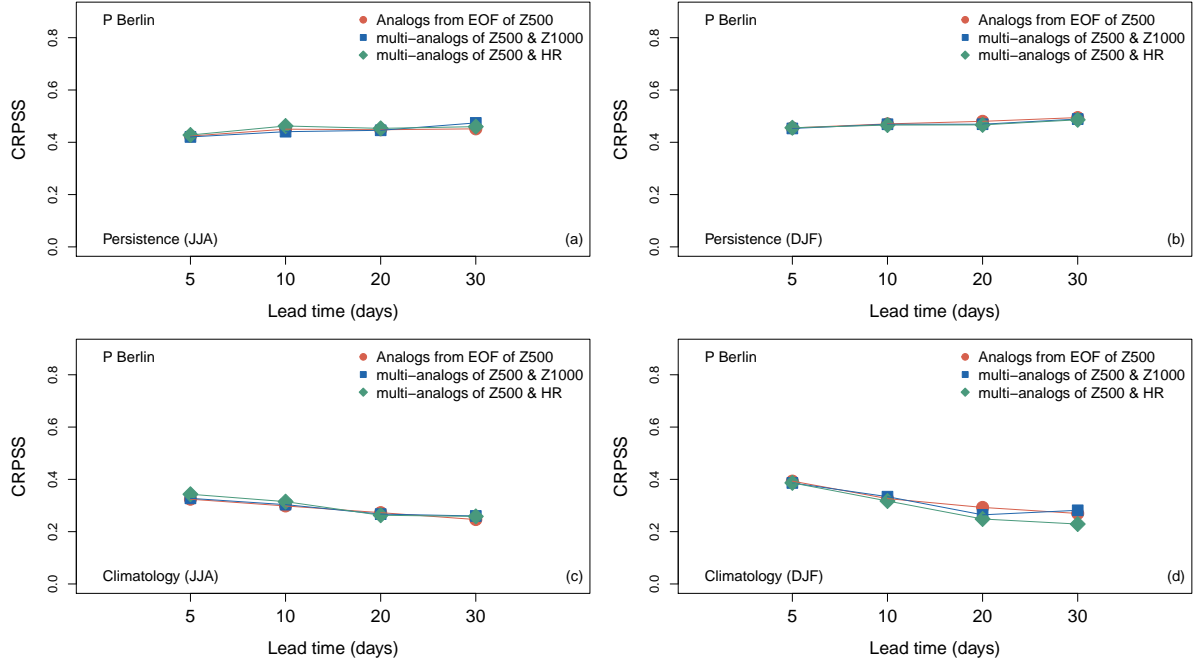 P Berlin
Analogs from EOF of Z500
multi−analogs of Z500 & Z1000
multi−analogs of Z500 & HR
CRPSS
0.8
0.6
0.4
0.2
0.0
Persistence (JJA)
(a)
5 10 20 30
Lead time (days)
P Berlin
Analogs from EOF of Z500
multi−analogs of Z500 & Z1000
multi−analogs of Z500 & HR
CRPSS
0.8
0.6
0.4
0.2
0.0
Persistence (DJF)
(b)
5 10 20 30
Lead time (days)
P Berlin
Analogs from EOF of Z500
multi−analogs of Z500 & Z1000
multi−analogs of Z500 & HR
CRPSS
0.8
0.6
0.4
0.2
0.0
Climatology (JJA)
(c)
5 10 20 30
Lead time (days)
P Berlin
Analogs from EOF of Z500
multi−analogs of Z500 & Z1000
multi−analogs of Z500 & HR
CRPSS
0.8
0.6
0.4
0.2
0.0
Climatology (DJF)
(d)
5 10 20 30
Lead time (days)